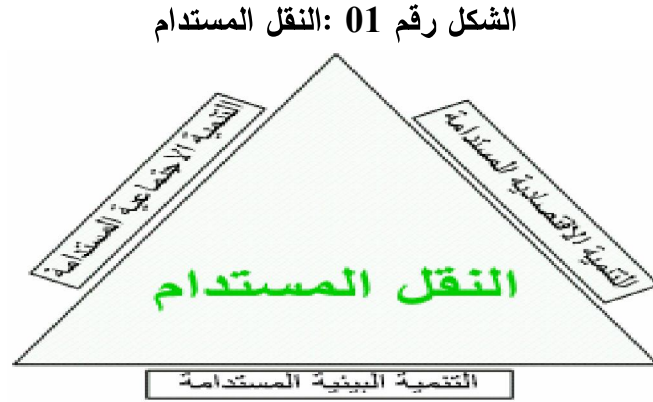 الشكل رقم 01 :النقل المستدام
التنمية الاقتصادية المستدامة
التنمية الاجتماعية المستدامة
النقل المستدام
التنمية البيئية المستدامة